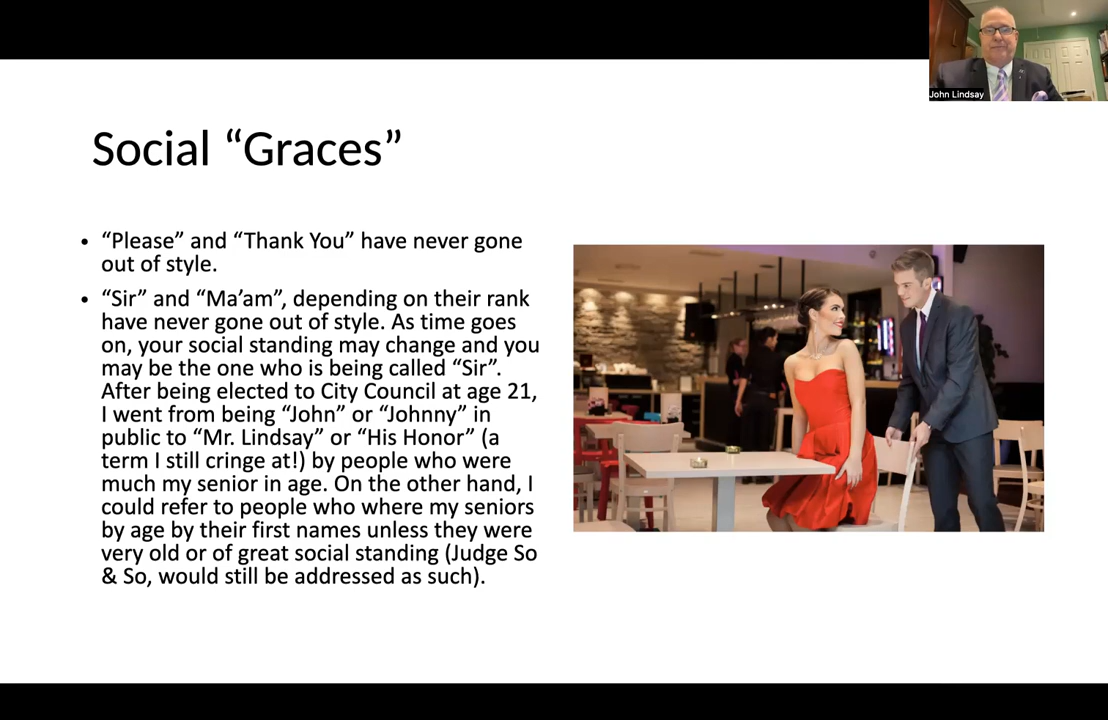 John Lindsay
Social “Graces”
• “Please” and “Thank You” have never gone
out of style.
• “Sir” and “Ma’am”, depending on their rank
have never gone out of style. As time goes
on, your social standing may change and you
may be the one who is being called “Sir”.
After being elected to City Council at age 21,
I went from being “John” or “Johnny” in
public to “Mr. Lindsay” or “His Honor” (a
term I still cringe at!) by people who were
much my senior in age. On the other hand, I
could refer to people who where my seniors
by age by their first names unless they were
very old or of great social standing (Judge So
& So, would still be addressed as such).